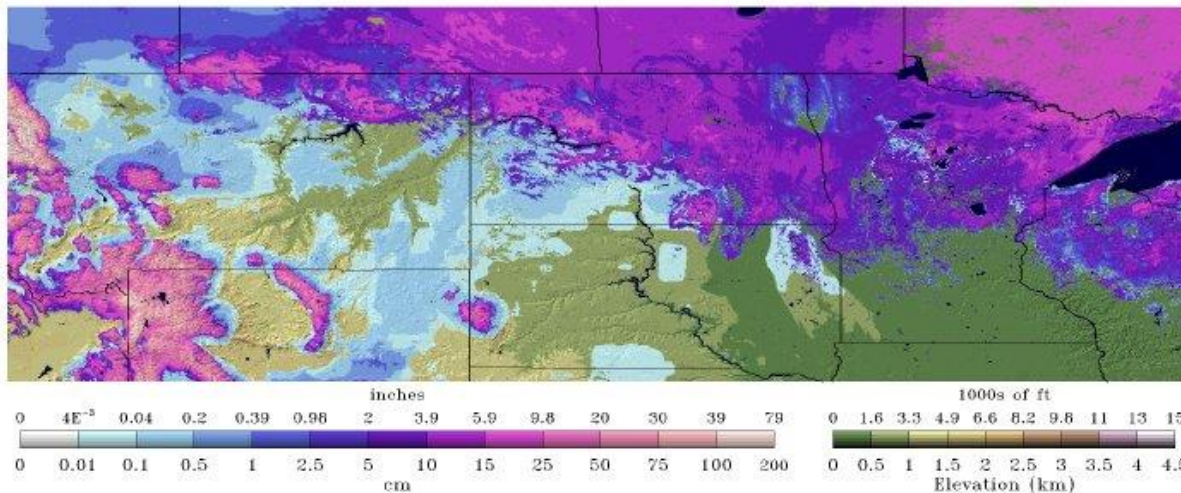 inches
0 4E⁻³ 0.04 0.2 0.39 0.98 2 3.9 5.9 9.8 20 30 39 79
0 0.01 0.1 0.5 1 2.5 5 10 15 25 50 75 100 200
cm
1000s of ft
0 1.6 3.3 4.9 6.6 8.2 9.8 11 13 15
0 0.5 1 1.5 2 2.5 3 3.5 4 4.5
Elevation (km)